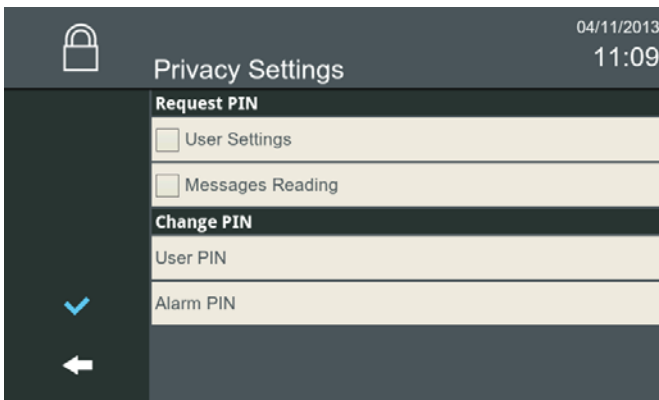 04/11/2013
11:09
Privacy Settings
Request PIN
User Settings
Messages Reading
Change PIN
User PIN
Alarm PIN